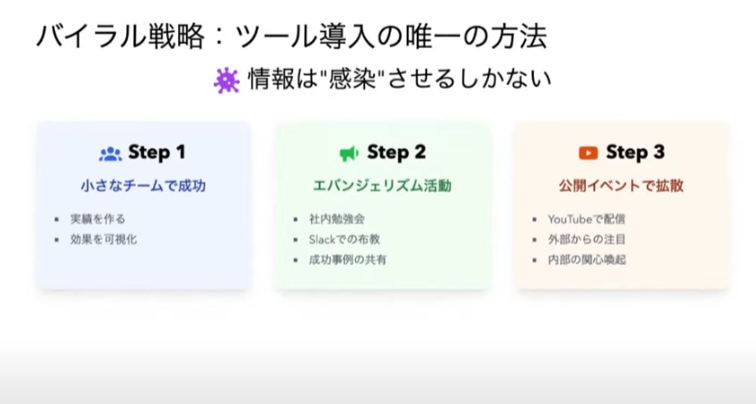 バイラル戦略：ツール導入の唯一の方法
情報は"感染"させるしかない
Step 1
小さなチームで成功
▪ 実績を作る
▪ 効果を可視化
Step 2
エバンジェリズム活動
▪ 社内勉強会
▪ Slackでの布教
▪ 成功事例の共有
Step 3
公開イベントで拡散
▪ YouTubeで配信
▪ 外部からの注目
▪ 内部の関心喚起